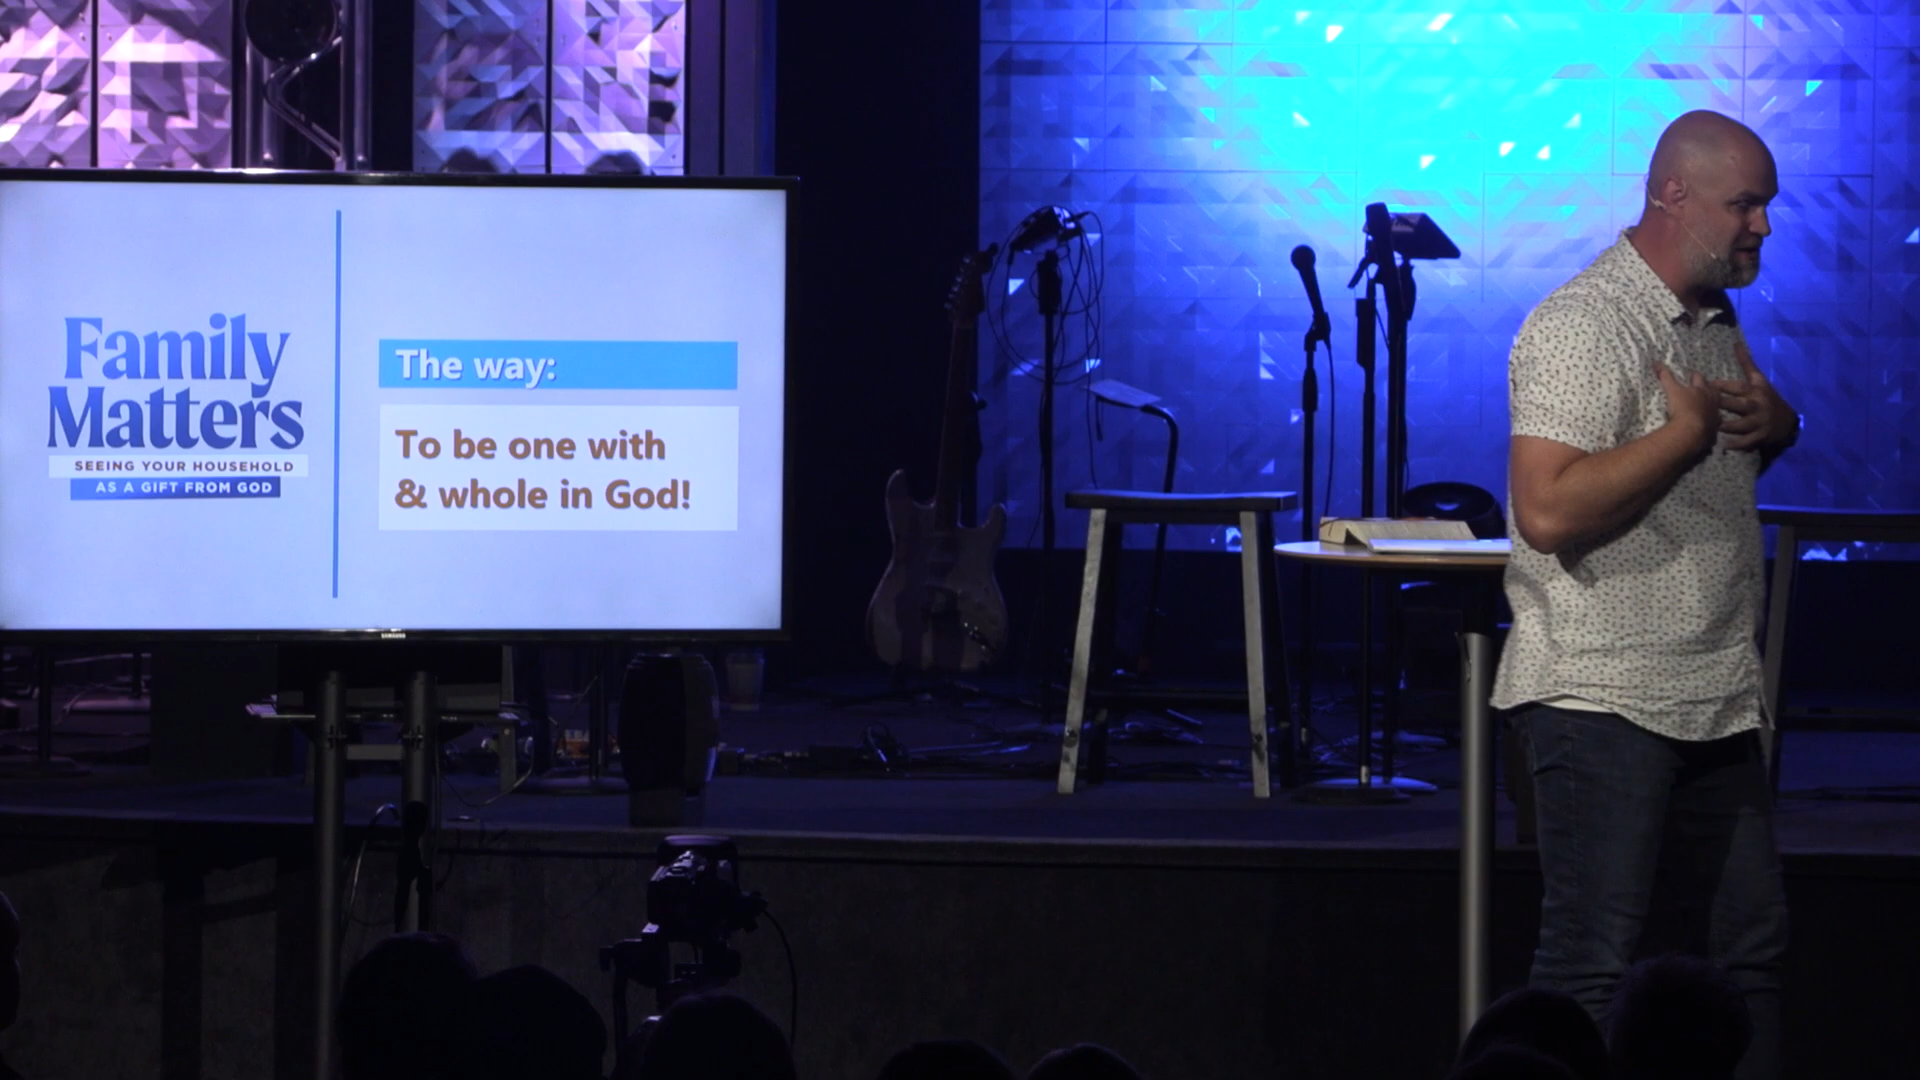 Family
Matters
SEEING YOUR HOUSEHOLD
AS A GIFT FROM GOD
The way:
To be one with
& whole in God!
SAMSUNG